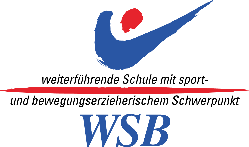 weiterführende Schule mit sport-
und bewegungserzieherischem Schwerpunkt
WSB